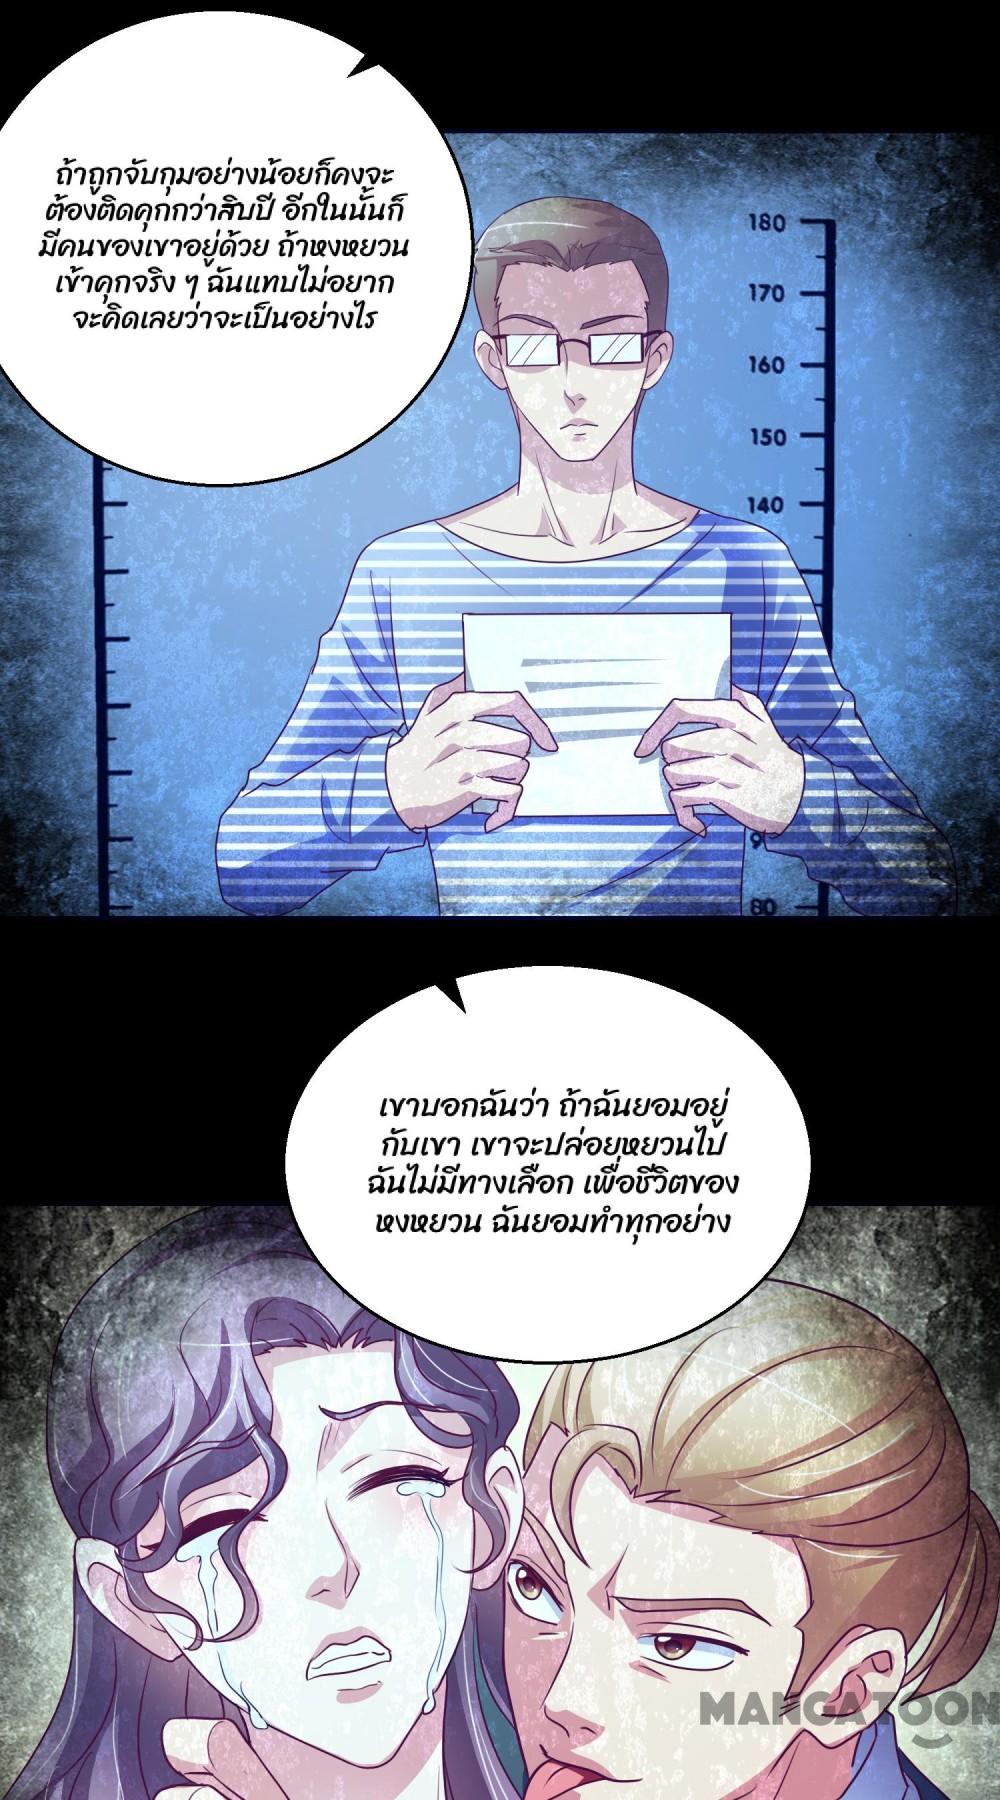 ถ้าถูกจับกุมอย่างน้อยก็คงจะ
ต้องติดคุกกว่าสิบปี อีกในนั้นก็
มีคนของเขาอยู่ด้วย ถ้าหงหยวน
เข้าคุกจริง ๆ ฉันแทบไม่อยาก
จะคิดเลยว่าจะเป็นอย่างไร
180
170
160
150
140
9
80
เขาบอกฉันว่า ถ้าฉันยอมอยู่
กับเขา เขาจะปล่อยหยวนไป
ฉันไม่มีทางเลือก เพื่อชีวิตของ
หงหยวน ฉันยอมทำทุกอย่าง
MANGATOON